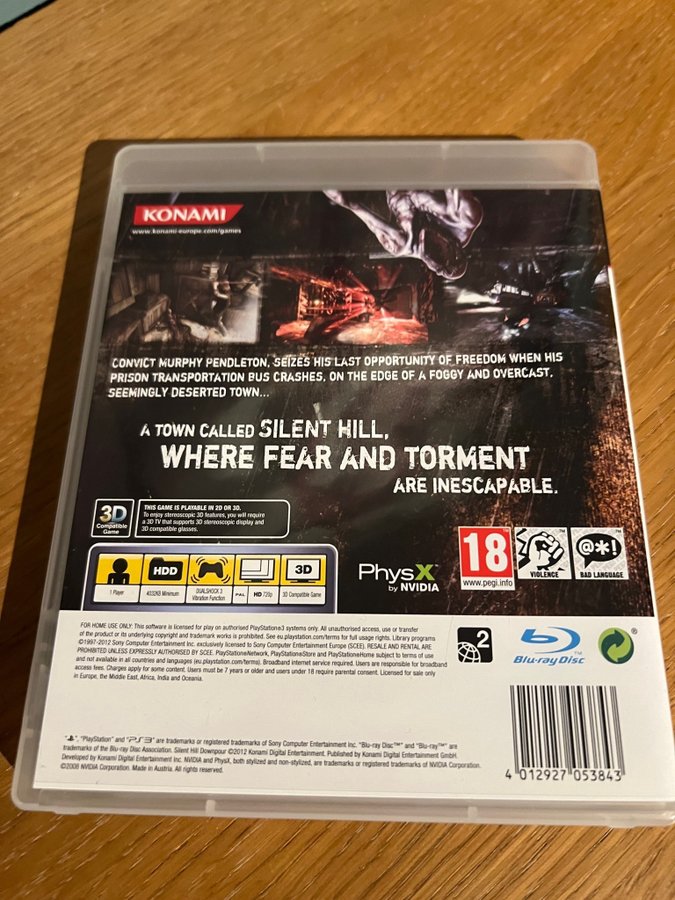 KONAMI
www.konami-europe.com/games
CONVICT MURPHY PENDLETON, SEIZES HIS LAST OPPORTUNITY OF FREEDOM WHEN HIS
PRISON TRANSPORTATION BUS CRASHES, ON THE EDGE OF A FOGGY AND OVERCAST,
SEEMINGLY DESERTED TOWN...
A TOWN CALLED SILENT HILL,
WHERE FEAR AND TORMENT
ARE INESCAPABLE.
3D
Compatible
Game
THIS GAME IS PLAYABLE IN 2D OR 3D.
To enjoy stereoscopic 3D features, you will require
a 3D TV that supports 3D stereoscopic display and
3D compatible glasses.
1 Player
HDD
4032KB Minimum
DUALSHOCK 3
Vibration Function
PAL
HD 720p
3D
3D Compatible Game
PhysX
by NVIDIA
18
www.pegi.info
VIOLENCE
@*!
BAD LANGUAGE
FOR HOME USE ONLY: This software is licensed for play on authorised PlayStation®3 systems only. All unauthorised access, use or transfer
of the product or its underlying copyright and trademark works is prohibited. See eu.playstation.com/terms for full usage rights. Library programs
©1997-2012 Sony Computer Entertainment Inc. exclusively licensed to Sony Computer Entertainment Europe (SCEE). RESALE AND RENTAL ARE
PROHIBITED UNLESS EXPRESSLY AUTHORISED BY SCEE. PlayStation®Network, PlayStation®Store and PlayStation®Home subject to terms of use
and not available in all countries and languages (eu.playstation.com/terms). Broadband internet service required. Users are responsible for broadband
access fees. Charges apply for some content. Users must be 7 years or older and users under 18 require parental consent. Licensed for sale only
in Europe, the Middle East, Africa, India and Oceania.
2
Blu-ray Disc™
", "PlayStation" and "PS3" are trademarks or registered trademarks of Sony Computer Entertainment Inc. "Blu-ray Disc™" and "Blu-ray™" are
trademarks of the Blu-ray Disc Association. Silent Hill Downpour ©2012 Konami Digital Entertainment. Published by Konami Digital Entertainment GmbH.
Developed by Konami Digital Entertainment Inc. NVIDIA and PhysX, both stylized and non-stylized, are trademarks or registered trademarks of NVIDIA Corporation.
©2008 NVIDIA Corporation. Made in Austria. All rights reserved.
4 012927 053843